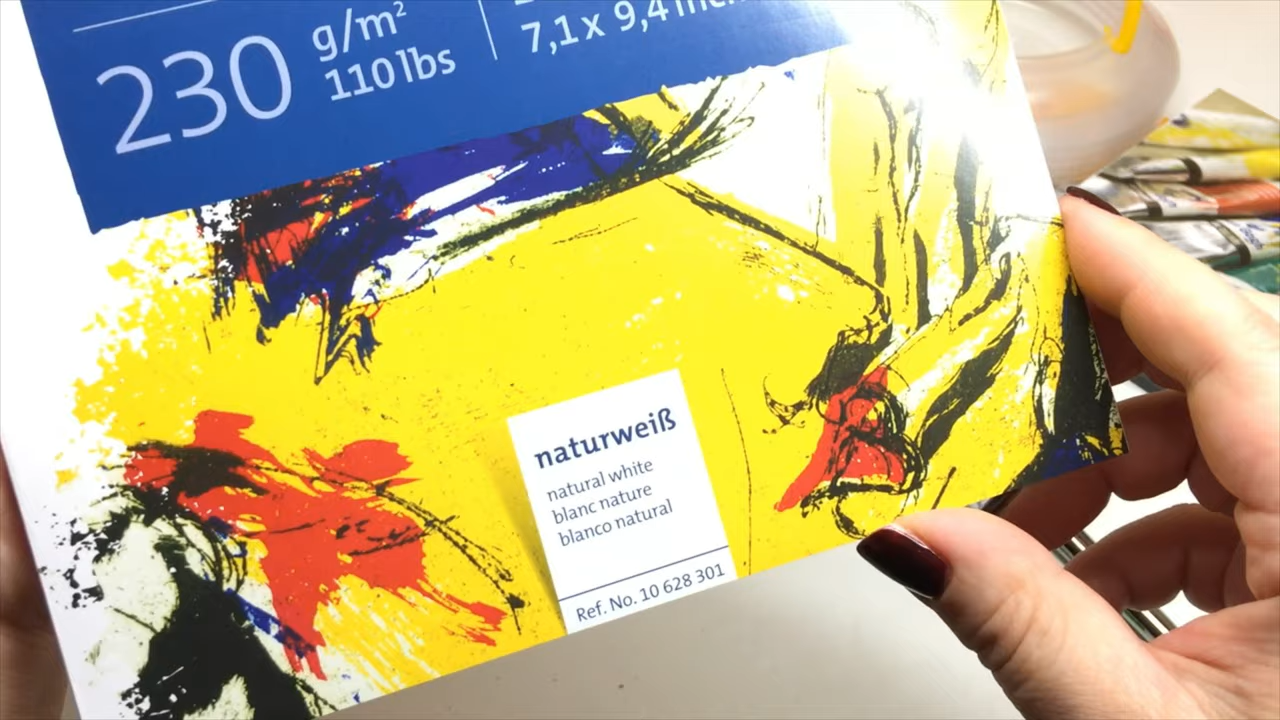 230
g/m²
110 lbs
7,1 x 9,4
naturweiß
natural white
blanc nature
blanco natural
Ref. No. 10 628 301